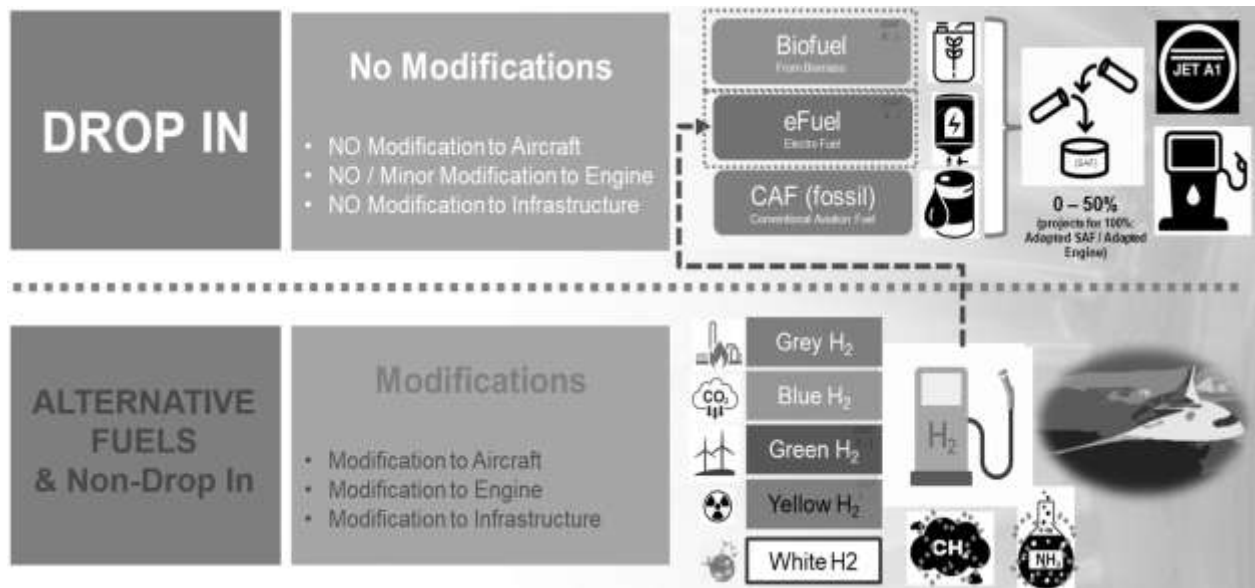 DROP IN
No Modifications
• NO Modification to Aircraft
• NO / Minor Modification to Engine
• NO Modification to Infrastructure
Biofuel
From Biomass
eFuel
Electro Fuel
CAF (fossil)
Conventional Aviation Fuel
(SAF)
0 – 50%
(projects for 100%:
Adapted SAF / Adapted
Engine)
JET A1
ALTERNATIVE
FUELS
& Non-Drop In
Modifications
• Modification to Aircraft
• Modification to Engine
• Modification to Infrastructure
Grey H₂
CO₂
Blue H₂
Green H₂
Yellow H₂
White H2
H₂
NH₃